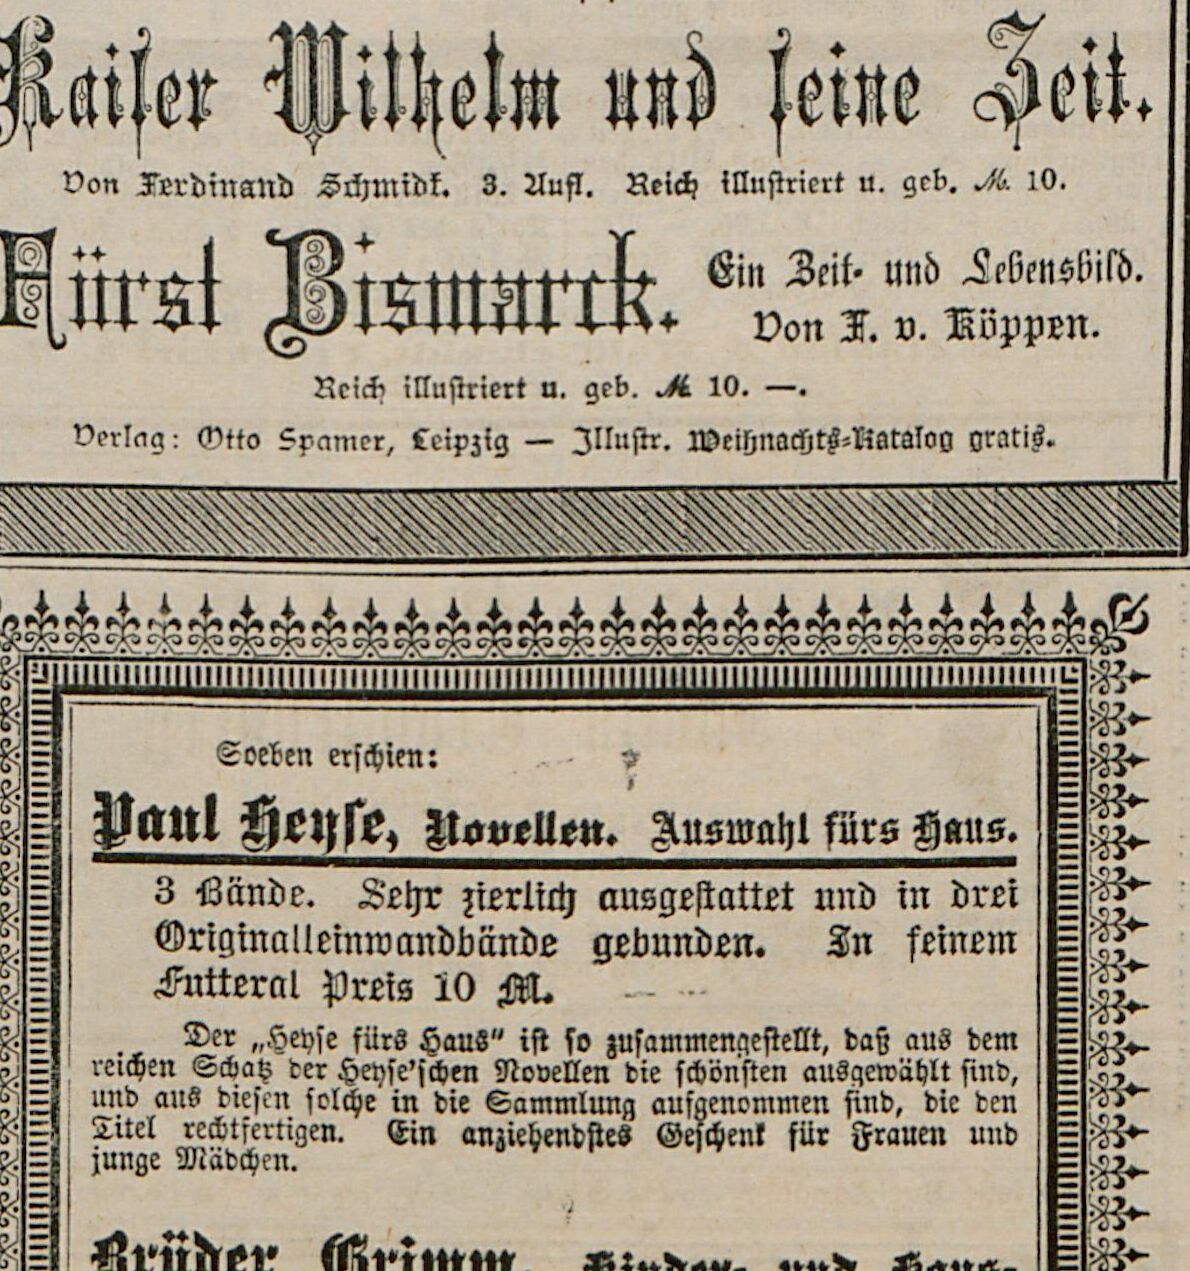 Kaiser Wilhelm und seine Zeit.
Von Ferdinand Schmidt. 3. Aufl. Reich illustriert u. geb. M. 10.
Fürst Bismarck. Ein Zeit- und Lebensbild.
Von F. v. Köppen.
Reich illustriert u. geb. M 10. —.
Verlag: Otto Spamer, Leipzig — Illustr. Weihnachts-Katalog gratis.
Soeben erschien:
Paul Heyse, Novellen. Auswahl fürs Haus.
3 Bände. Sehr zierlich ausgestattet und in drei
Originalleinwandbände gebunden. In feinem
Futteral Preis 10 M.
Der „Heyse fürs Haus“ ist so zusammengestellt, daß aus dem
reichen Schatz der Heyse'schen Novellen die schönsten ausgewählt sind,
und aus diesen solche in die Sammlung aufgenommen sind, die den
Titel rechtfertigen. Ein anziehendstes Geschenk für Frauen und
junge Mädchen.
Brüder Grimm, Kinder- und Haus-